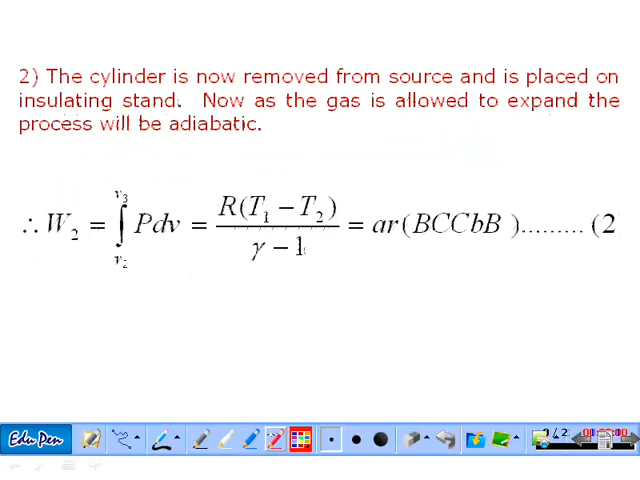 2) The cylinder is now removed from source and is placed on
insulating stand. Now as the gas is allowed to expand the
process will be adiabatic.
∴ W₂ = ∫_{v₂}^{v₃} Pdv = R(T₁ − T₂) / (γ − 1) = ar(BCCbB )......... (2
Edu Pen